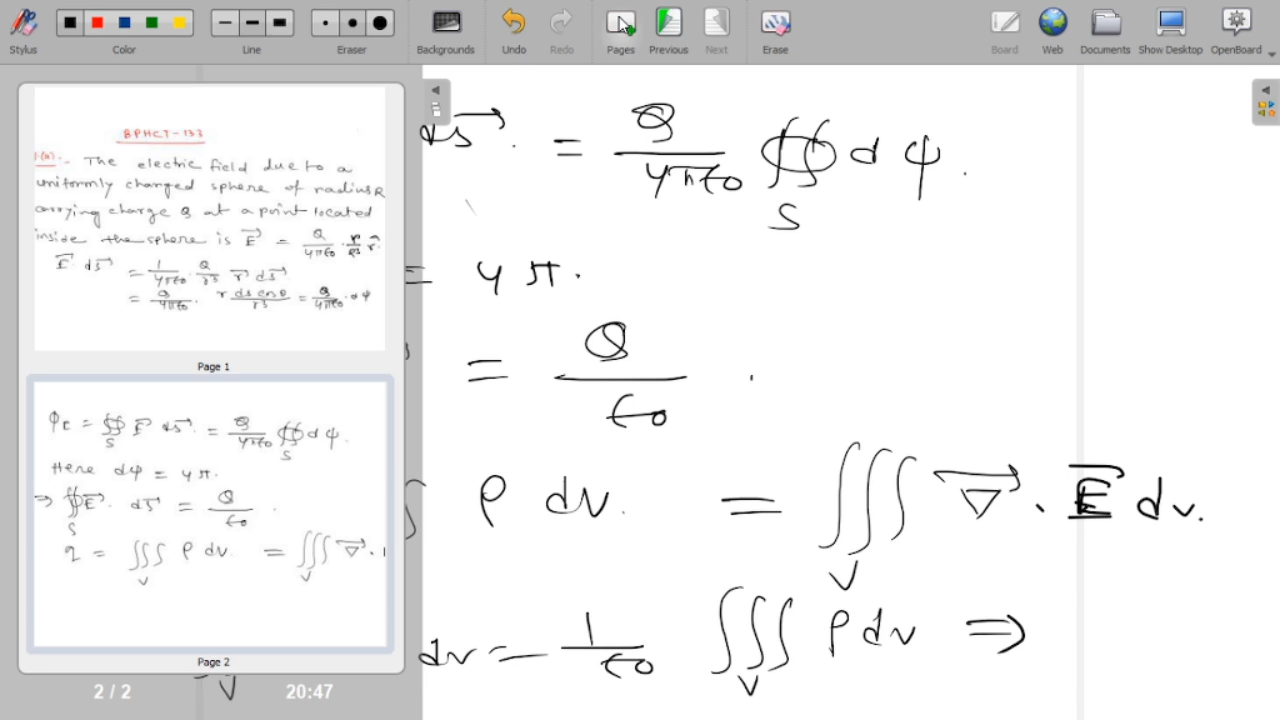 Stylus Color Line Eraser Backgrounds Undo Redo Pages Previous Next Erase Board Web Documents Show Desktop OpenBoard
BPHCT-133
1.(a).- The electric field due to a
uniformly charged sphere of radius R
carrying charge Q at a point located
inside the sphere is E⃗ = Q/4πϵ₀ · r/R³ r̂
E⃗ ds⃗ = 1/4πϵ₀ · Q/r³ r⃗ ds⃗
= Q/4πϵ₀ · r ds cosθ/r³ = Q/4πϵ₀ · dψ
Page 1
φE = ∯S E⃗ ds⃗ = Q/4πϵ₀ ∯S dψ.
Here dψ = 4π.
⇒ ∯S E⃗ · ds⃗ = Q/ϵ₀ .
q = ∭V ρ dv = ∭V ∇⃗ .
Page 2
2 / 2 20:47
ds⃗ . = Q/4πϵ₀ ∯S dψ .
= 4π.
= Q/ϵ₀ .
ρ dv. = ∭V ∇⃗ . E⃗ dv.
dv = 1/ϵ₀ ∭V ρ dv ⇒
V